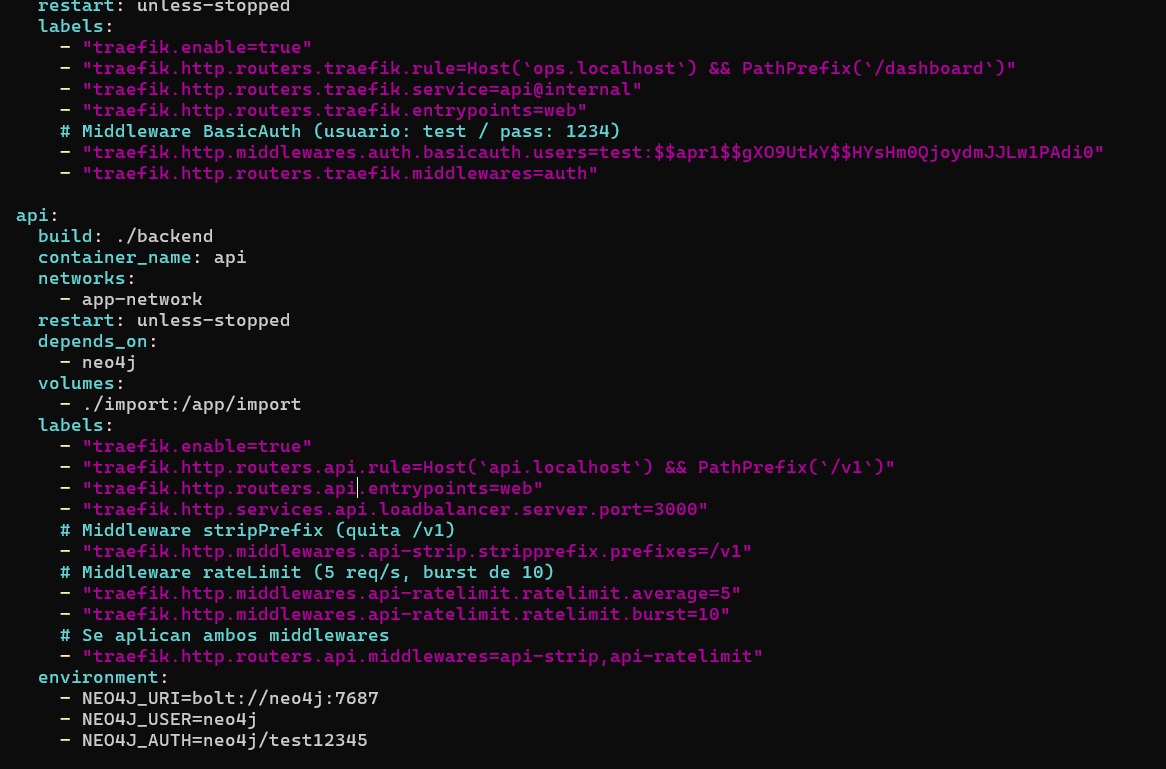 restart: unless-stopped
labels:
- "traefik.enable=true"
- "traefik.http.routers.traefik.rule=Host(`ops.localhost`) && PathPrefix(`/dashboard`)"
- "traefik.http.routers.traefik.service=api@internal"
- "traefik.http.routers.traefik.entrypoints=web"
# Middleware BasicAuth (usuario: test / pass: 1234)
- "traefik.http.middlewares.auth.basicauth.users=test:$$apr1$$gXO9UtkY$$HYsHm0QjoydmJJLw1PAdi0"
- "traefik.http.routers.traefik.middlewares=auth"
api:
build: ./backend
container_name: api
networks:
- app-network
restart: unless-stopped
depends_on:
- neo4j
volumes:
- ./import:/app/import
labels:
- "traefik.enable=true"
- "traefik.http.routers.api.rule=Host(`api.localhost`) && PathPrefix(`/v1`)"
- "traefik.http.routers.api.entrypoints=web"
- "traefik.http.services.api.loadbalancer.server.port=3000"
# Middleware stripPrefix (quita /v1)
- "traefik.http.middlewares.api-strip.stripprefix.prefixes=/v1"
# Middleware rateLimit (5 req/s, burst de 10)
- "traefik.http.middlewares.api-ratelimit.ratelimit.average=5"
- "traefik.http.middlewares.api-ratelimit.ratelimit.burst=10"
# Se aplican ambos middlewares
- "traefik.http.routers.api.middlewares=api-strip,api-ratelimit"
environment:
- NEO4J_URI=bolt://neo4j:7687
- NEO4J_USER=neo4j
- NEO4J_AUTH=neo4j/test12345